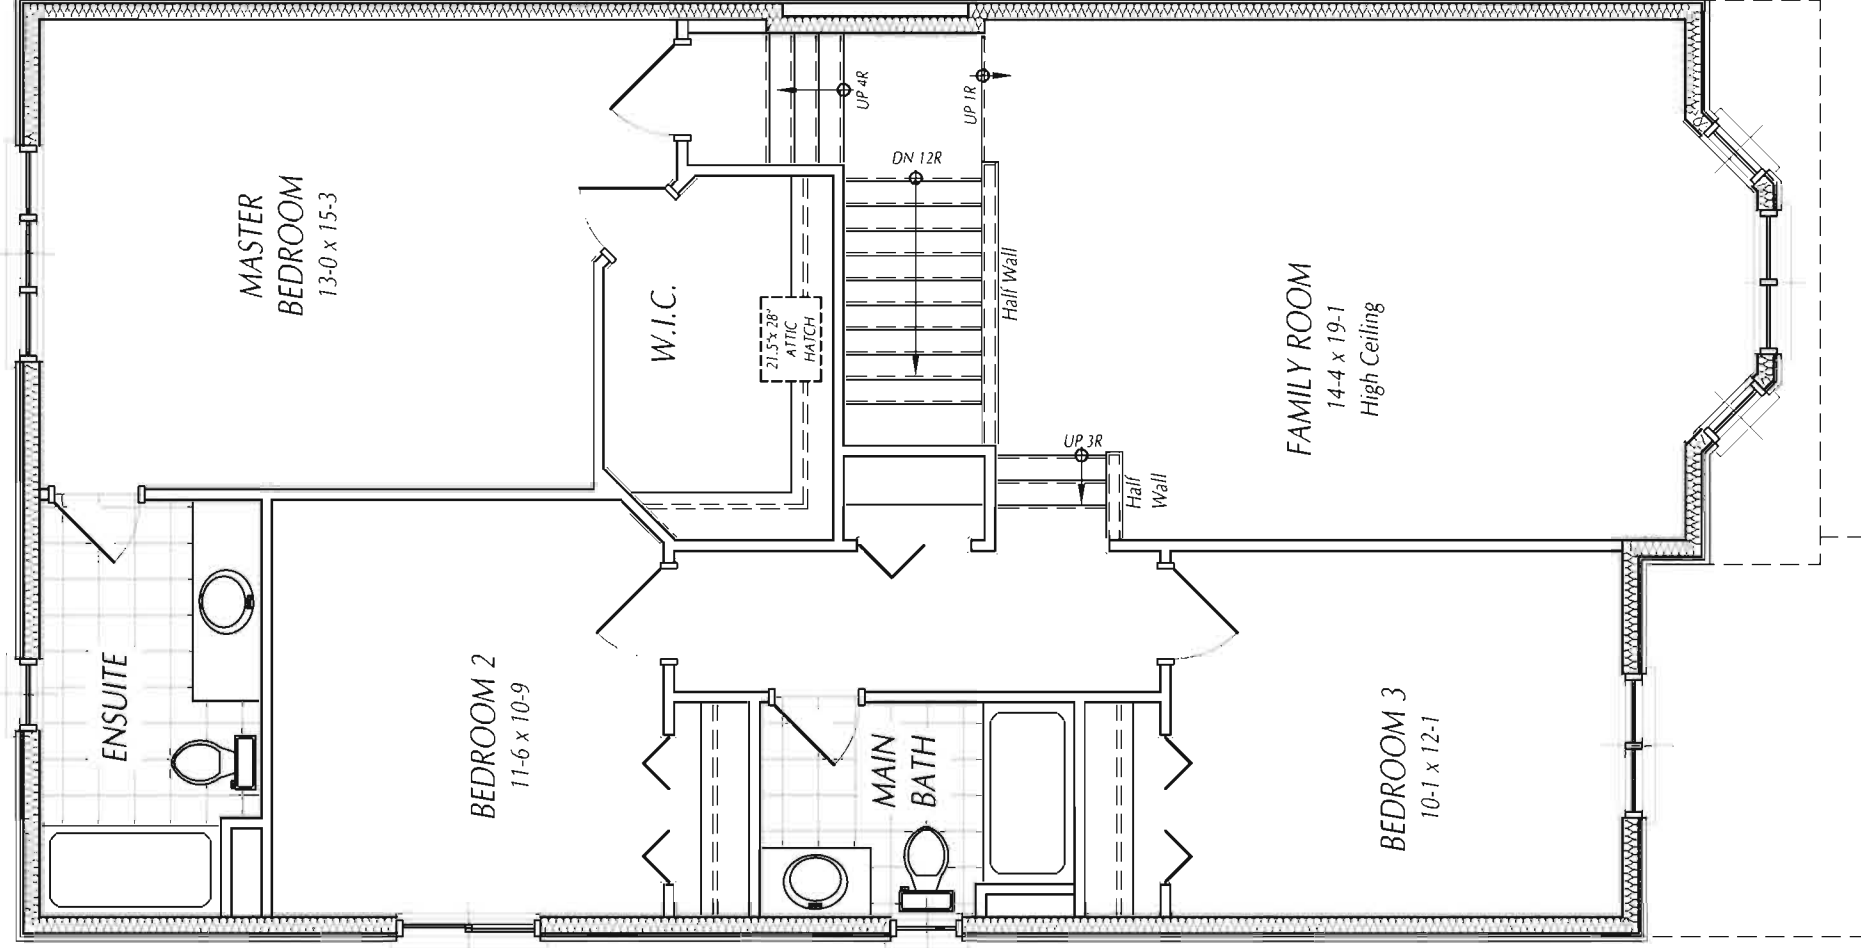 MASTER
BEDROOM
13-0 x 15-3
W.I.C.
21.5"x 28"
ATTIC
HATCH
UP 4R
UP 1R
DN 12R
Half Wall
UP 3R
Half
Wall
FAMILY ROOM
14-4 x 19-1
High Ceiling
ENSUITE
BEDROOM 2
11-6 x 10-9
MAIN
BATH
BEDROOM 3
10-1 x 12-1